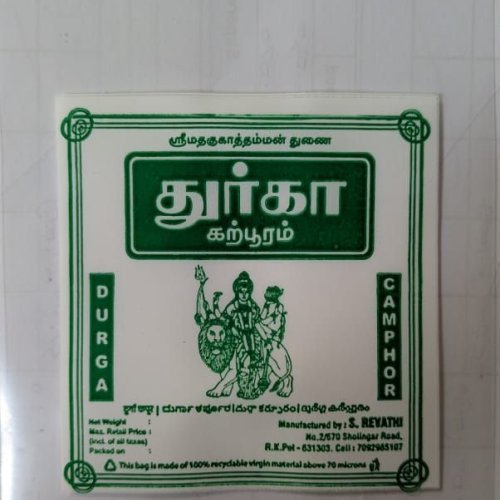 ஸ்ரீமதகுகாத்தம்மன் துணை
துர்கா
கற்பூரம்
DURGA
CAMPHOR
Net Weight :
Max. Retail Price :
(incl. of all taxes)
Packed on :
Manufactured by : S. REVATHI
No.2/670 Sholingar Road,
R.K.Pet - 631303. Cell : 7092965107
This bag is made of 100% recyclable virgin material above 70 microns